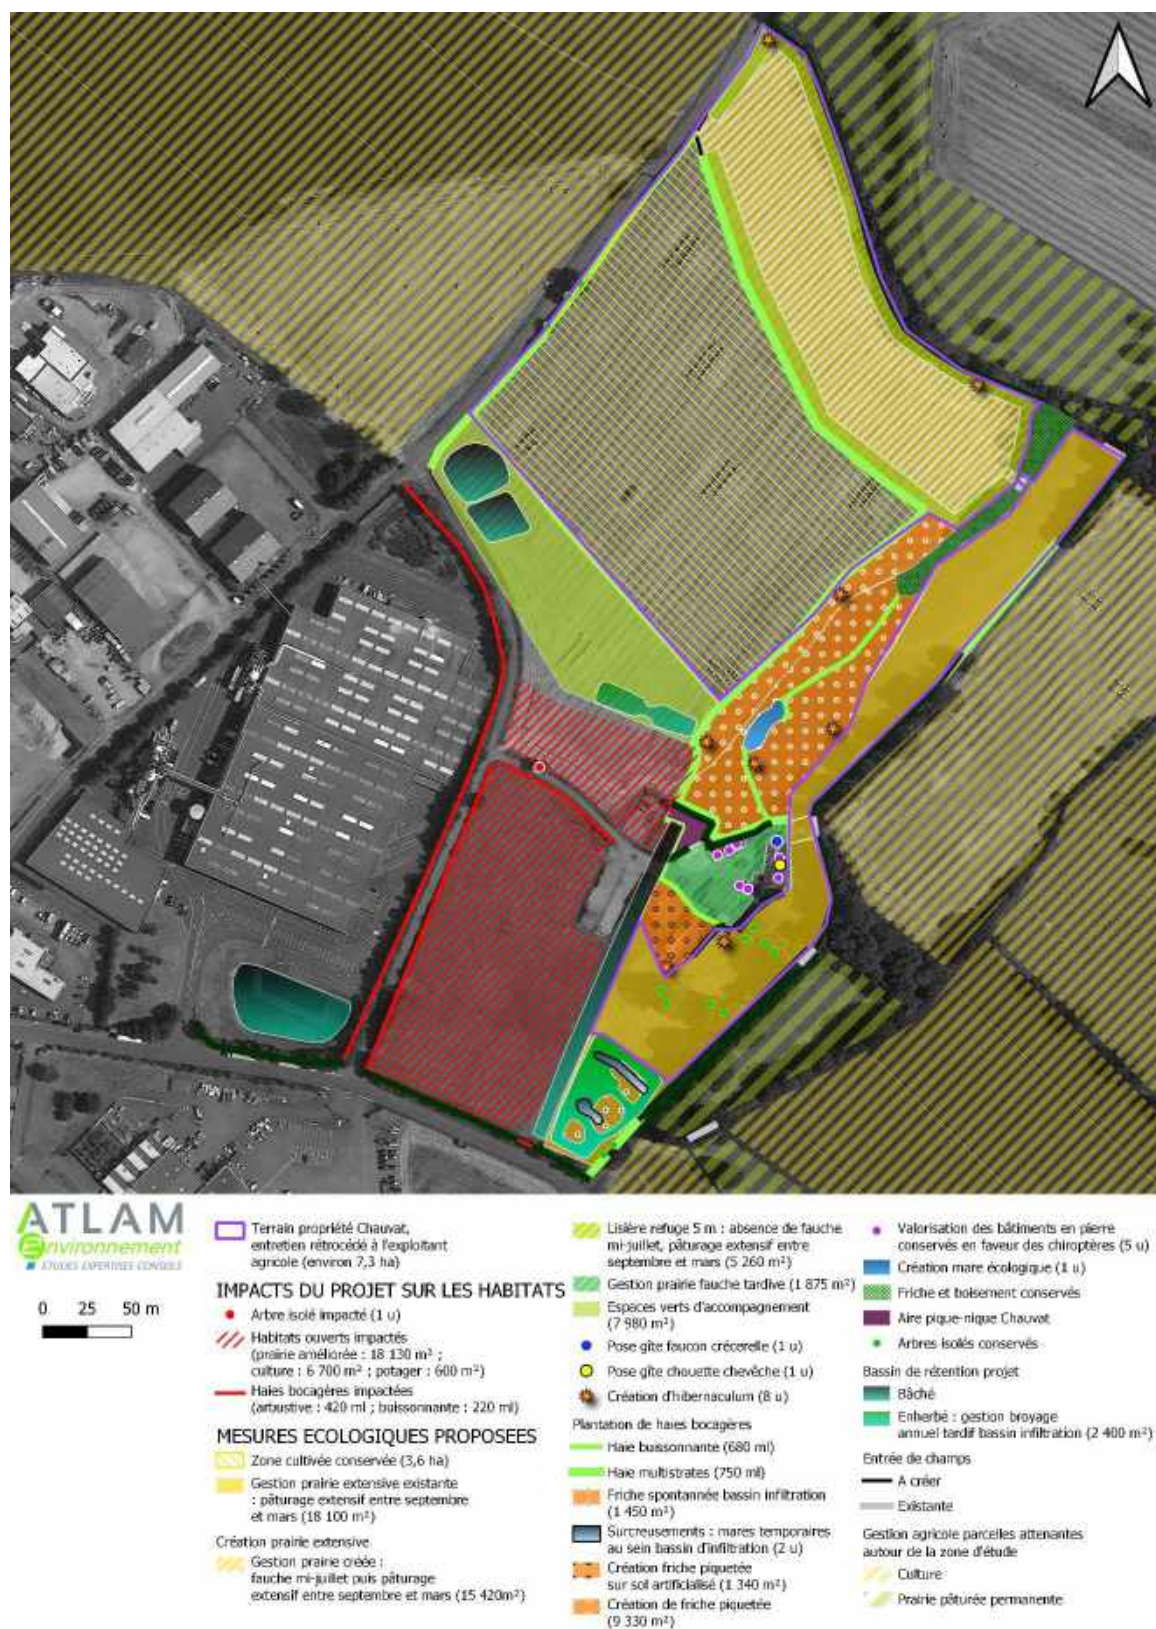 ATLAM
Environnement
ETUDES EXPERTISES CONSEILS
0 25 50 m
Terrain propriété Chauvat,
entretien rétrocédé à l'exploitant
agricole (environ 7,3 ha)
IMPACTS DU PROJET SUR LES HABITATS
Arbre isolé impacté (1 u)
Habitats ouverts impactés
(prairie améliorée : 18 130 m² ;
culture : 6 700 m² ; potager : 600 m²)
Haies bocagères impactées
(arbustive : 420 ml ; buissonnante : 220 ml)
MESURES ECOLOGIQUES PROPOSEES
Zone cultivée conservée (3,6 ha)
Gestion prairie extensive existante
: pâturage extensif entre septembre
et mars (18 100 m²)
Création prairie extensive
Gestion prairie créée :
fauche mi-juillet puis pâturage
extensif entre septembre et mars (15 420m²)
Lisière refuge 5 m : absence de fauche
mi-juillet, pâturage extensif entre
septembre et mars (5 260 m²)
Gestion prairie fauche tardive (1 875 m²)
Espaces verts d'accompagnement
(7 980 m²)
Pose gîte faucon crécerelle (1 u)
Pose gîte chouette chevêche (1 u)
Création d'hibernaculum (8 u)
Plantation de haies bocagères
Haie buissonnante (680 ml)
Haie multistrates (750 ml)
Friche spontannée bassin infiltration
(1 450 m²)
Surcreusements : mares temporaires
au sein bassin d'infiltration (2 u)
Création friche piquetée
sur sol artificialisé (1 340 m²)
Création de friche piquetée
(9 330 m²)
Valorisation des bâtiments en pierre
conservés en faveur des chiroptères (5 u)
Création mare écologique (1 u)
Friche et boisement conservés
Aire pique-nique Chauvat
Arbres isolés conservés
Bassin de rétention projet
Bâché
Enherbé : gestion broyage
annuel tardif bassin infiltration (2 400 m²)
Entrée de champs
A créer
Existante
Gestion agricole parcelles attenantes
autour de la zone d'étude
Culture
Prairie pâturée permanente